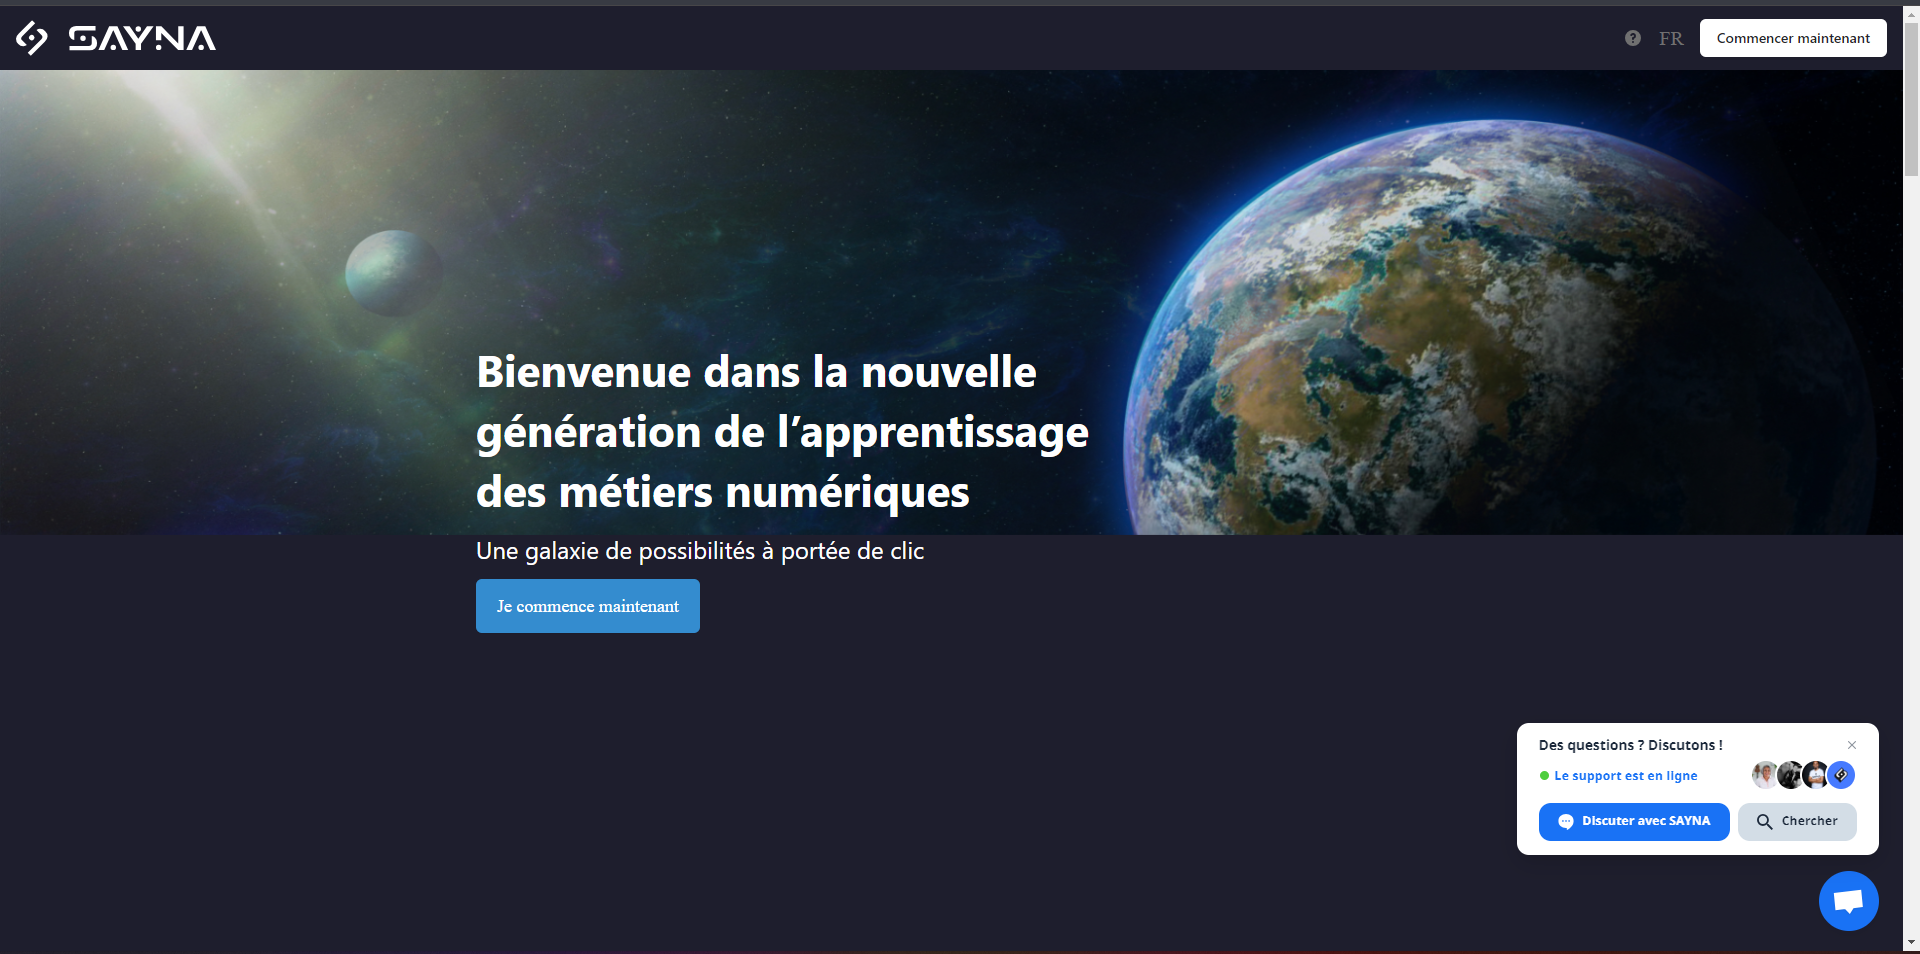 SAYNA
FR
Commencer maintenant
Bienvenue dans la nouvelle
génération de l’apprentissage
des métiers numériques
Une galaxie de possibilités à portée de clic
Je commence maintenant
Des questions ? Discutons !
Le support est en ligne
Discuter avec SAYNA
Chercher